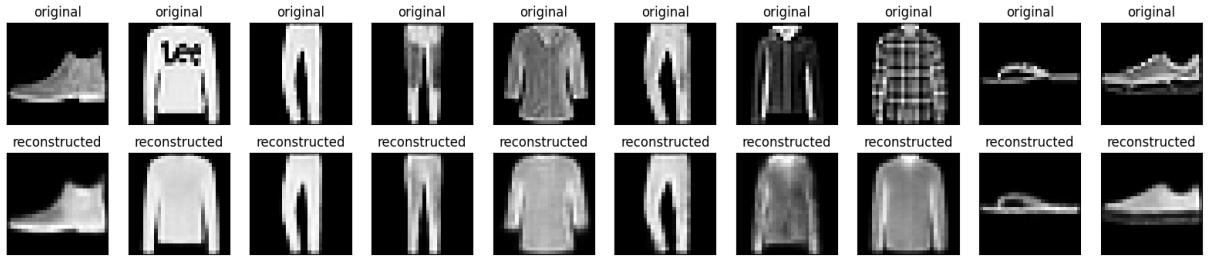 original original original original original original original original original original
Lee
reconstructed reconstructed reconstructed reconstructed reconstructed reconstructed reconstructed reconstructed reconstructed reconstructed